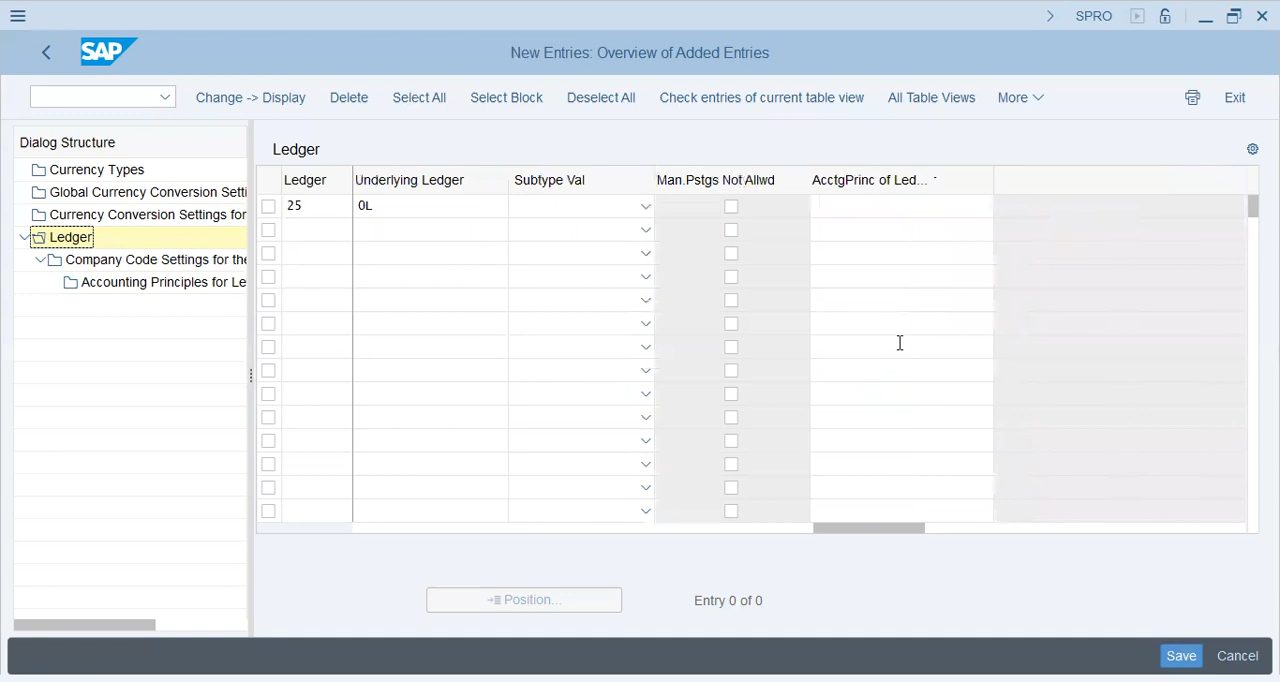 SPRO
SAP
New Entries: Overview of Added Entries
Change -> Display
Delete
Select All
Select Block
Deselect All
Check entries of current table view
All Table Views
More
Exit
Dialog Structure
Currency Types
Global Currency Conversion Setti
Currency Conversion Settings for
Ledger
Company Code Settings for the
Accounting Principles for Le
Ledger
Ledger Underlying Ledger Subtype Val Man.Pstgs Not Allwd AcctgPrinc of Led...
25 0L
Position...
Entry 0 of 0
Save
Cancel